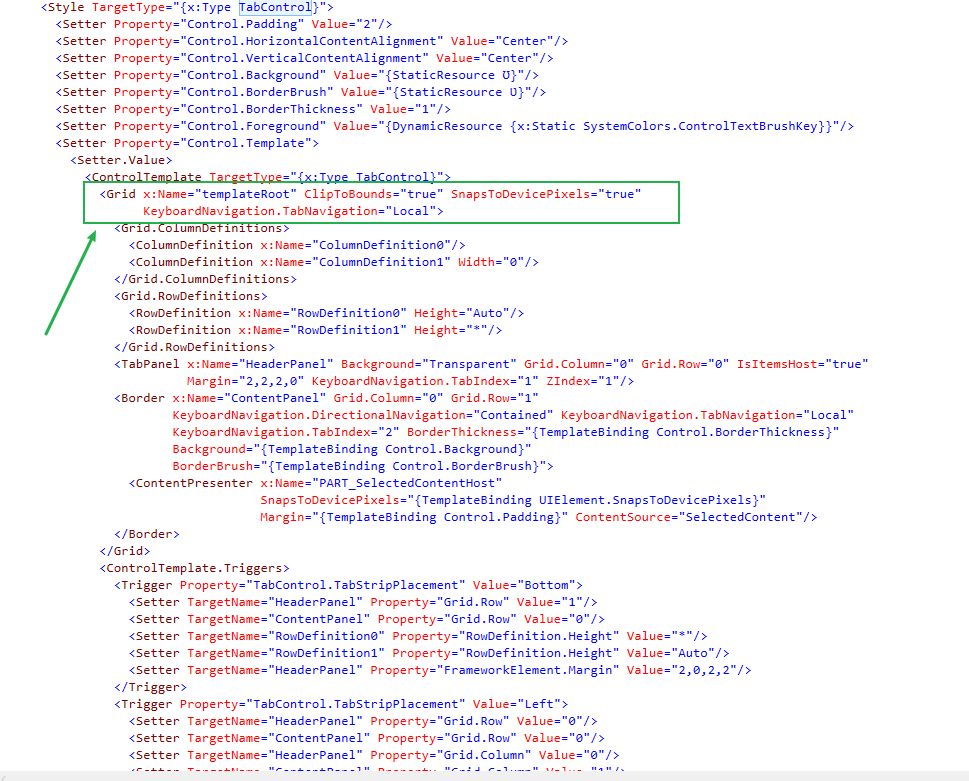 <Style TargetType="{x:Type TabControl}">
<Setter Property="Control.Padding" Value="2"/>
<Setter Property="Control.HorizontalContentAlignment" Value="Center"/>
<Setter Property="Control.VerticalContentAlignment" Value="Center"/>
<Setter Property="Control.Background" Value="{StaticResource Ʊ}"/>
<Setter Property="Control.BorderBrush" Value="{StaticResource Ʋ}"/>
<Setter Property="Control.BorderThickness" Value="1"/>
<Setter Property="Control.Foreground" Value="{DynamicResource {x:Static SystemColors.ControlTextBrushKey}}"/>
<Setter Property="Control.Template">
<Setter.Value>
<ControlTemplate TargetType="{x:Type TabControl}">
<Grid x:Name="templateRoot" ClipToBounds="true" SnapsToDevicePixels="true"
KeyboardNavigation.TabNavigation="Local">
<Grid.ColumnDefinitions>
<ColumnDefinition x:Name="ColumnDefinition0"/>
<ColumnDefinition x:Name="ColumnDefinition1" Width="0"/>
</Grid.ColumnDefinitions>
<Grid.RowDefinitions>
<RowDefinition x:Name="RowDefinition0" Height="Auto"/>
<RowDefinition x:Name="RowDefinition1" Height="*"/>
</Grid.RowDefinitions>
<TabPanel x:Name="HeaderPanel" Background="Transparent" Grid.Column="0" Grid.Row="0" IsItemsHost="true"
Margin="2,2,2,0" KeyboardNavigation.TabIndex="1" ZIndex="1"/>
<Border x:Name="ContentPanel" Grid.Column="0" Grid.Row="1"
KeyboardNavigation.DirectionalNavigation="Contained" KeyboardNavigation.TabNavigation="Local"
KeyboardNavigation.TabIndex="2" BorderThickness="{TemplateBinding Control.BorderThickness}"
Background="{TemplateBinding Control.Background}"
BorderBrush="{TemplateBinding Control.BorderBrush}">
<ContentPresenter x:Name="PART_SelectedContentHost"
SnapsToDevicePixels="{TemplateBinding UIElement.SnapsToDevicePixels}"
Margin="{TemplateBinding Control.Padding}" ContentSource="SelectedContent"/>
</Border>
</Grid>
<ControlTemplate.Triggers>
<Trigger Property="TabControl.TabStripPlacement" Value="Bottom">
<Setter TargetName="HeaderPanel" Property="Grid.Row" Value="1"/>
<Setter TargetName="ContentPanel" Property="Grid.Row" Value="0"/>
<Setter TargetName="RowDefinition0" Property="RowDefinition.Height" Value="*"/>
<Setter TargetName="RowDefinition1" Property="RowDefinition.Height" Value="Auto"/>
<Setter TargetName="HeaderPanel" Property="FrameworkElement.Margin" Value="2,0,2,2"/>
</Trigger>
<Trigger Property="TabControl.TabStripPlacement" Value="Left">
<Setter TargetName="HeaderPanel" Property="Grid.Row" Value="0"/>
<Setter TargetName="ContentPanel" Property="Grid.Row" Value="0"/>
<Setter TargetName="HeaderPanel" Property="Grid.Column" Value="0"/>
<Setter TargetName="ContentPanel" Property="Grid.Column" Value="1"/>